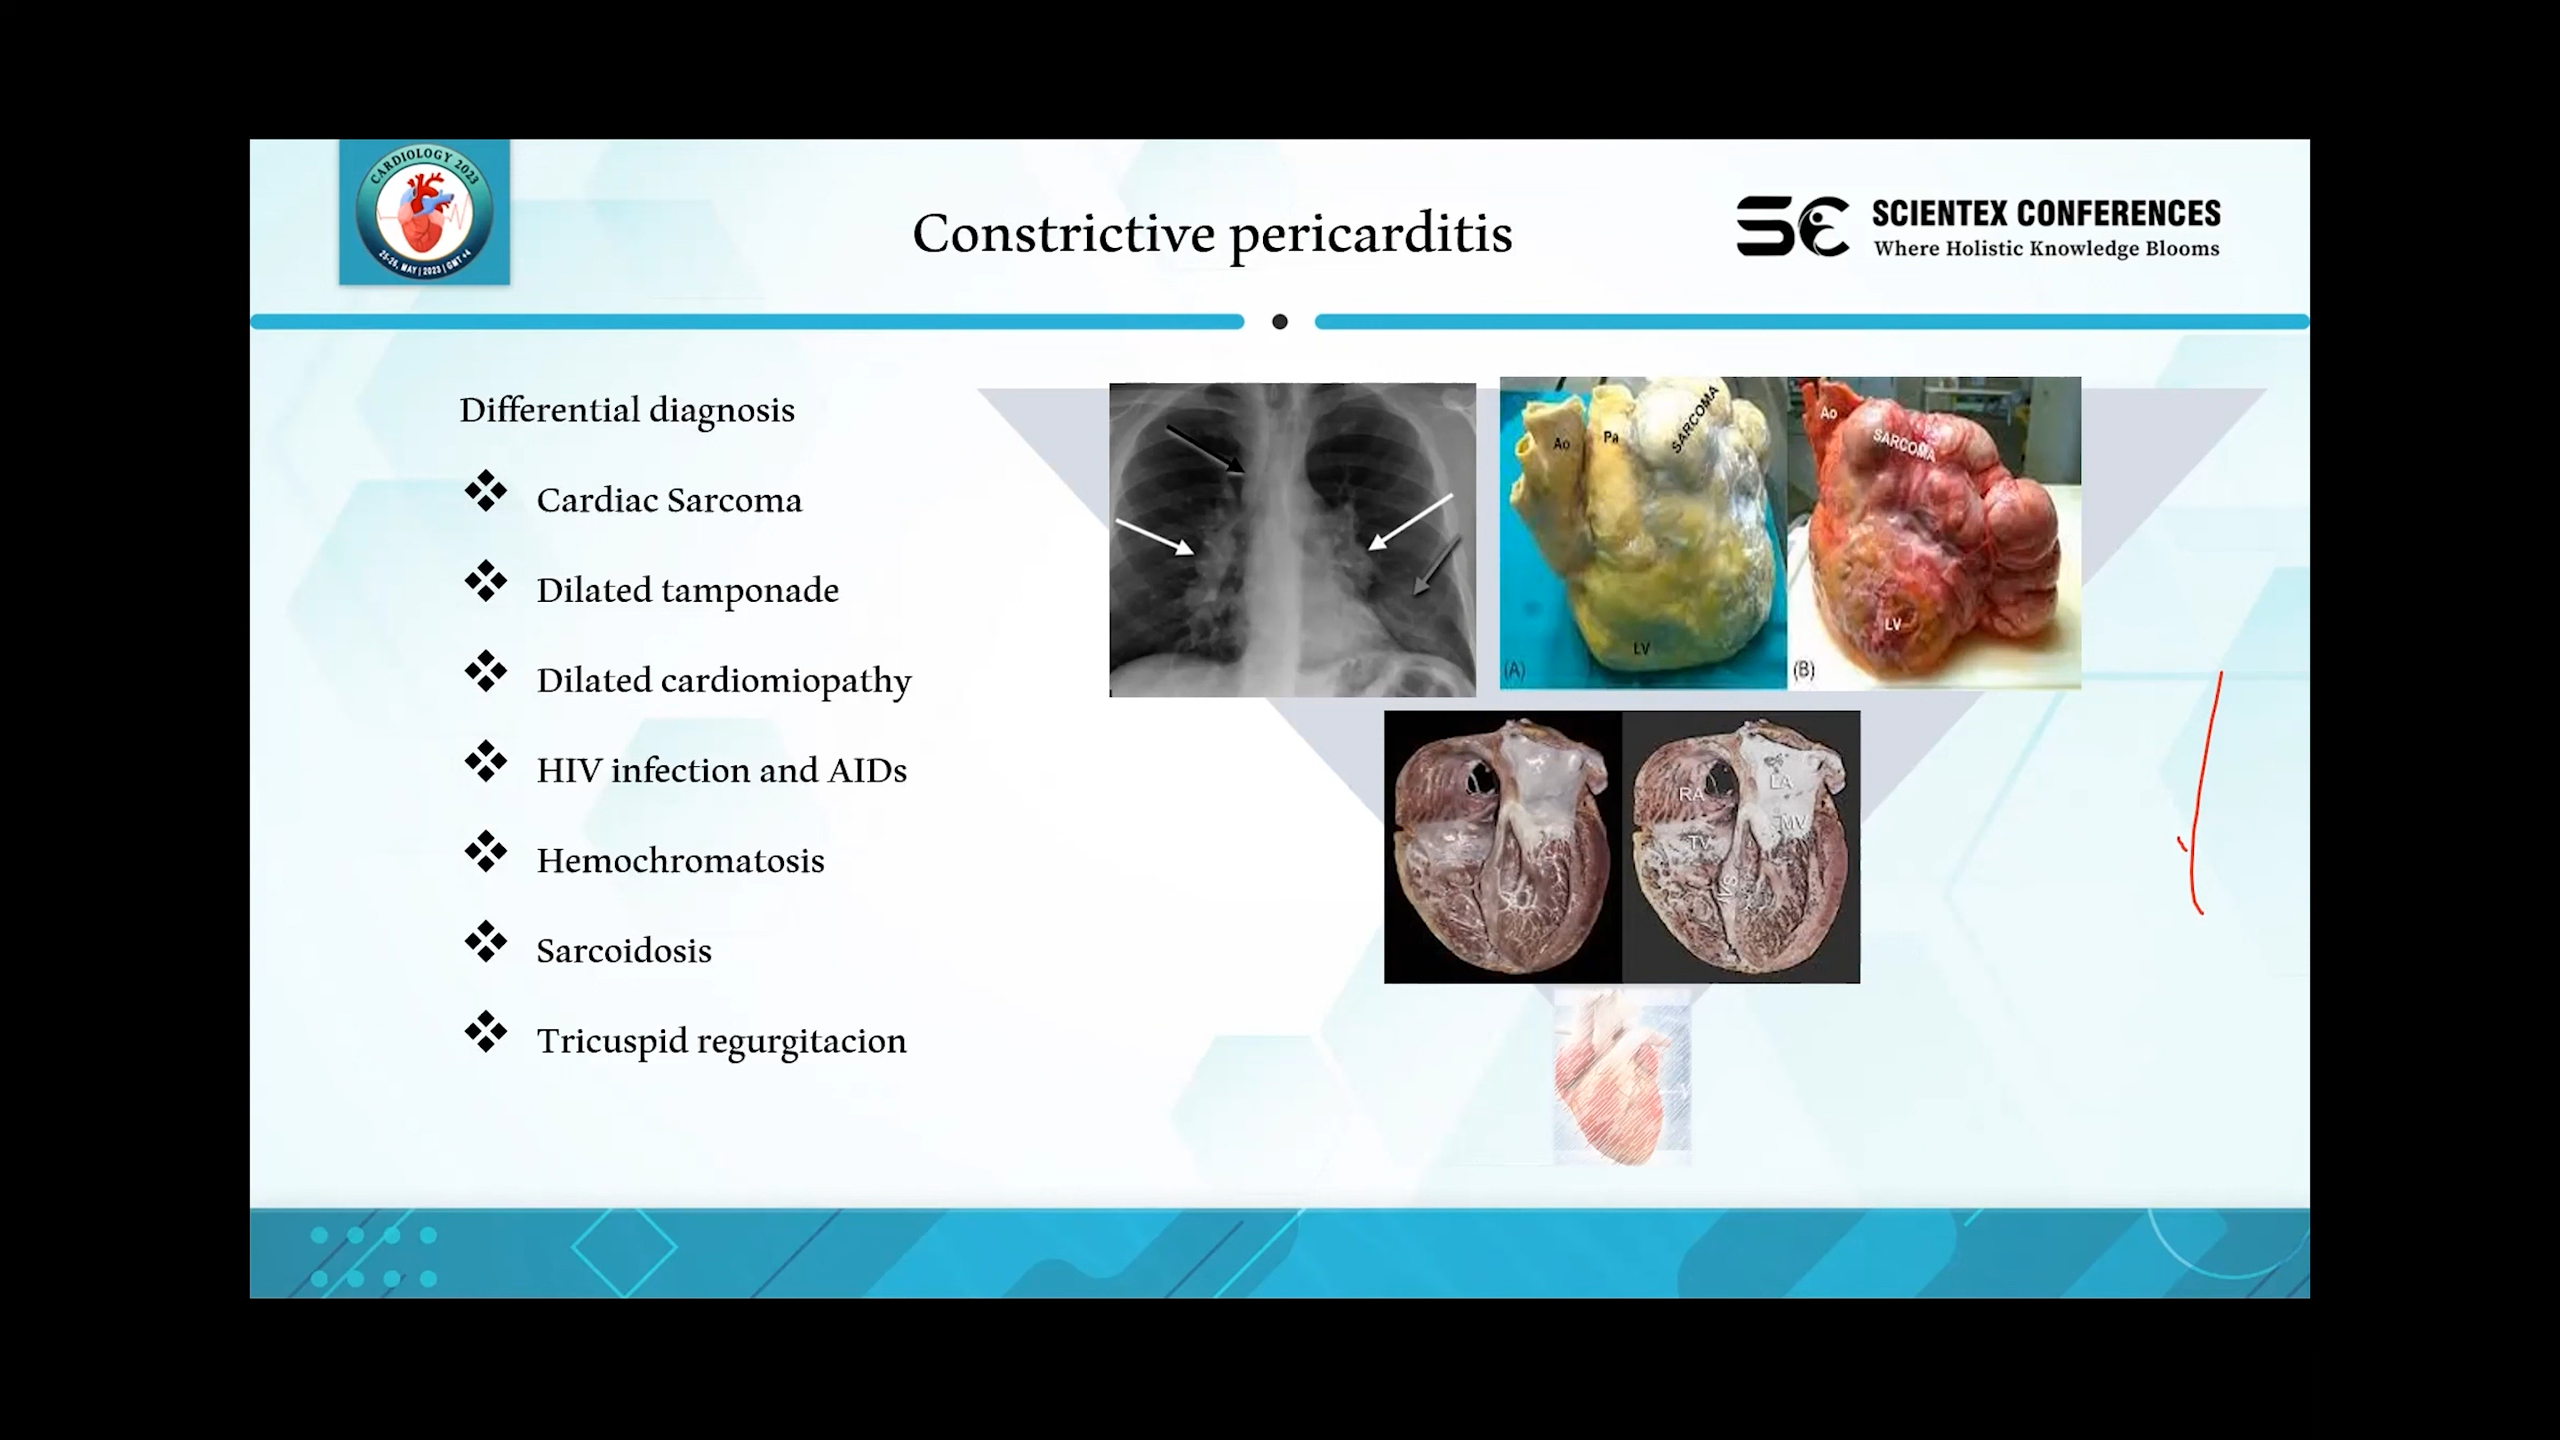 CARDIOLOGY 2023
25-26, MAY | 2023 | GMT +4
Constrictive pericarditis
SCIENTEX CONFERENCES
Where Holistic Knowledge Blooms
Differential diagnosis
Cardiac Sarcoma
Dilated tamponade
Dilated cardiomiopathy
HIV infection and AIDs
Hemochromatosis
Sarcoidosis
Tricuspid regurgitacion
Ao
Pa
SARCOMA
LV
(A)
Ao
SARCOMA
LV
(B)
RA
LA
MV
TV
IVS